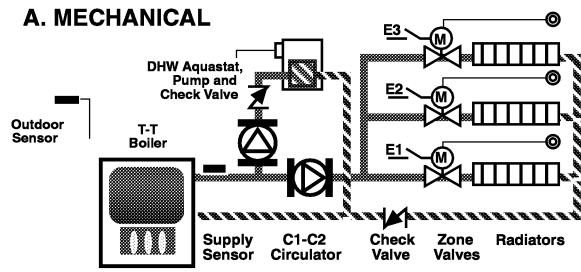 A. MECHANICAL
E3
M
DHW Aquastat,
Pump and
Check Valve
E2
M
Outdoor
Sensor
T-T
Boiler
E1
M
Supply
Sensor
C1-C2
Circulator
Check
Valve
Zone
Valves
Radiators